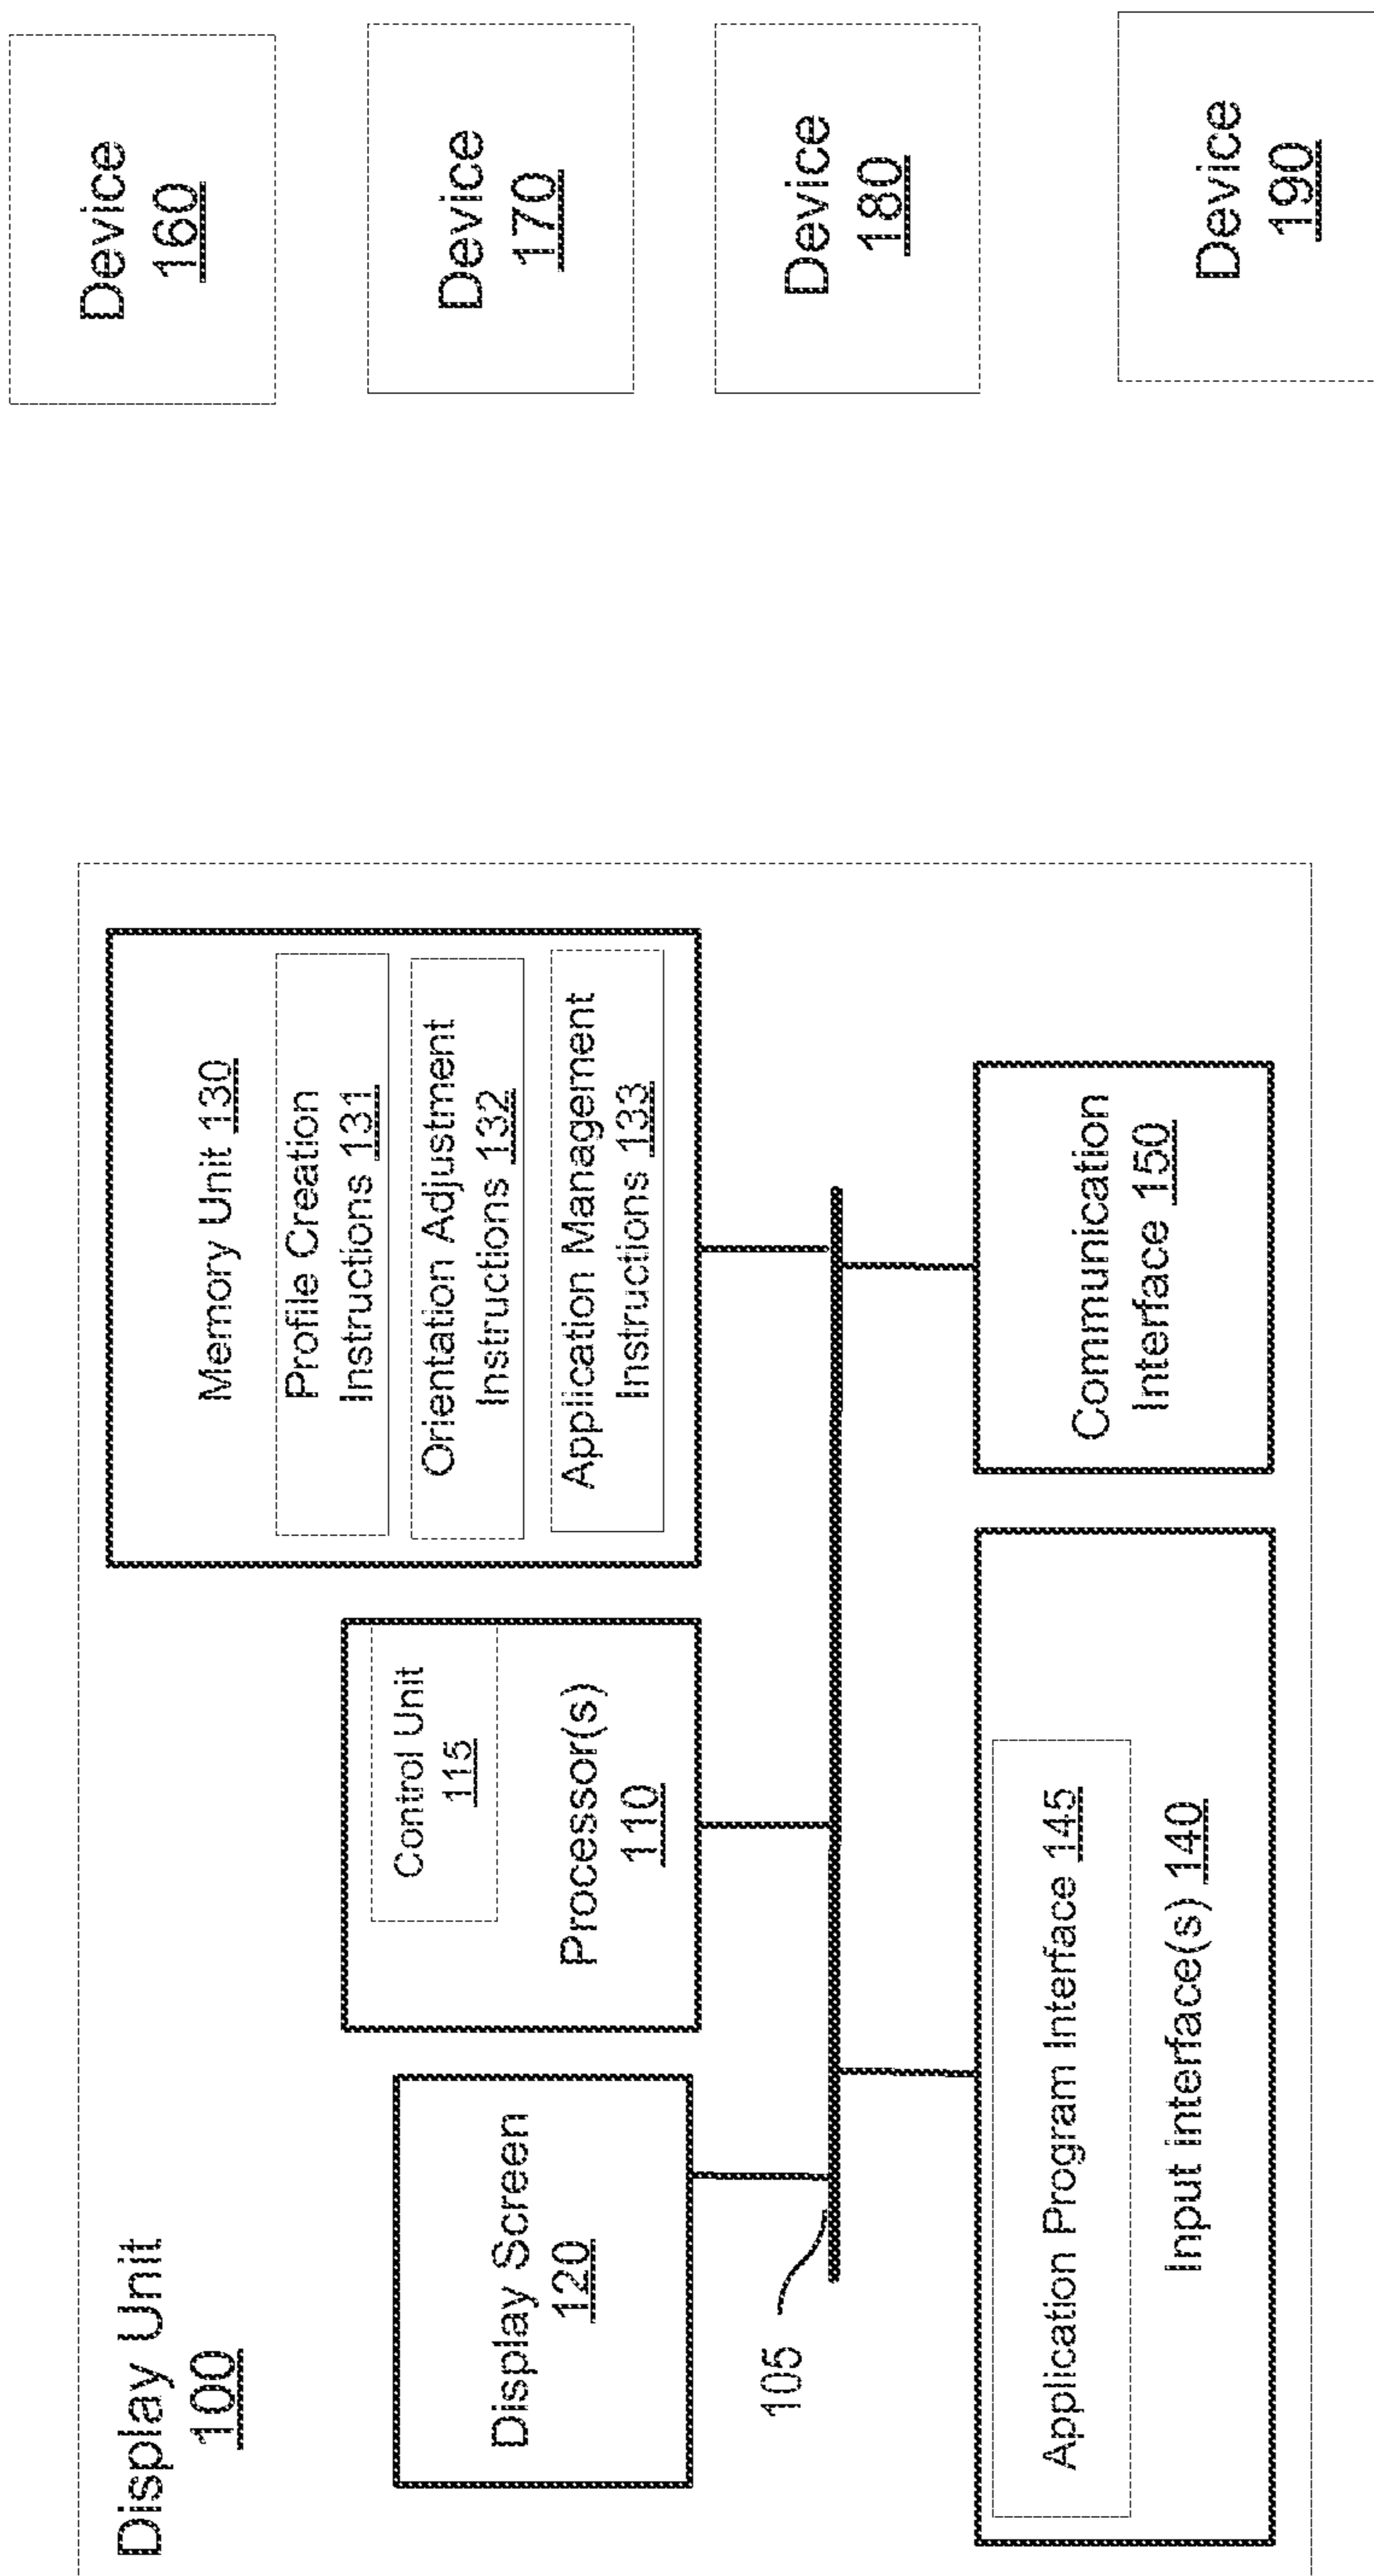 Display Unit
100
Display Screen
120
Control Unit
115
Processor(s)
110
Memory Unit 130
Profile Creation
Instructions 131
Orientation Adjustment
Instructions 132
Application Management
Instructions 133
105
Application Program Interface 145
Input interface(s) 140
Communication
Interface 150
Device
160
Device
170
Device
180
Device
190